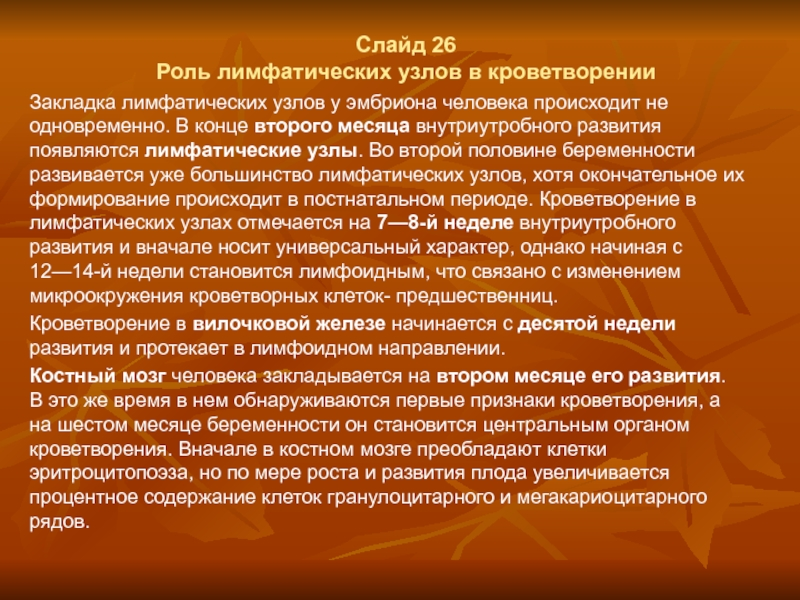 Слайд 26
Роль лимфатических узлов в кроветворении
Закладка лимфатических узлов у эмбриона человека происходит не
одновременно. В конце второго месяца внутриутробного развития
появляются лимфатические узлы. Во второй половине беременности
развивается уже большинство лимфатических узлов, хотя окончательное их
формирование происходит в постнатальном периоде. Кроветворение в
лимфатических узлах отмечается на 7—8-й неделе внутриутробного
развития и вначале носит универсальный характер, однако начиная с
12—14-й недели становится лимфоидным, что связано с изменением
микроокружения кроветворных клеток- предшественниц.
Кроветворение в вилочковой железе начинается с десятой недели
развития и протекает в лимфоидном направлении.
Костный мозг человека закладывается на втором месяце его развития.
В это же время в нем обнаруживаются первые признаки кроветворения, а
на шестом месяце беременности он становится центральным органом
кроветворения. Вначале в костном мозге преобладают клетки
эритроцитопоэза, но по мере роста и развития плода увеличивается
процентное содержание клеток гранулоцитарного и мегакариоцитарного
рядов.